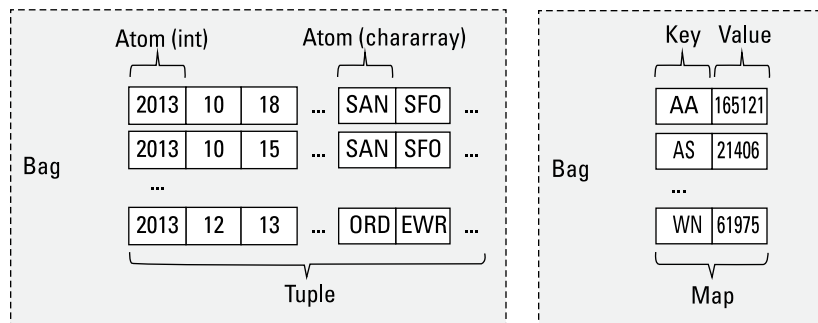 Atom (int) Atom (chararray)
2013 10 18 ... SAN SFO ...
2013 10 15 ... SAN SFO ...
Bag
...
2013 12 13 ... ORD EWR ...
Tuple
Key Value
AA 165121
AS 21406
Bag
...
WN 61975
Map